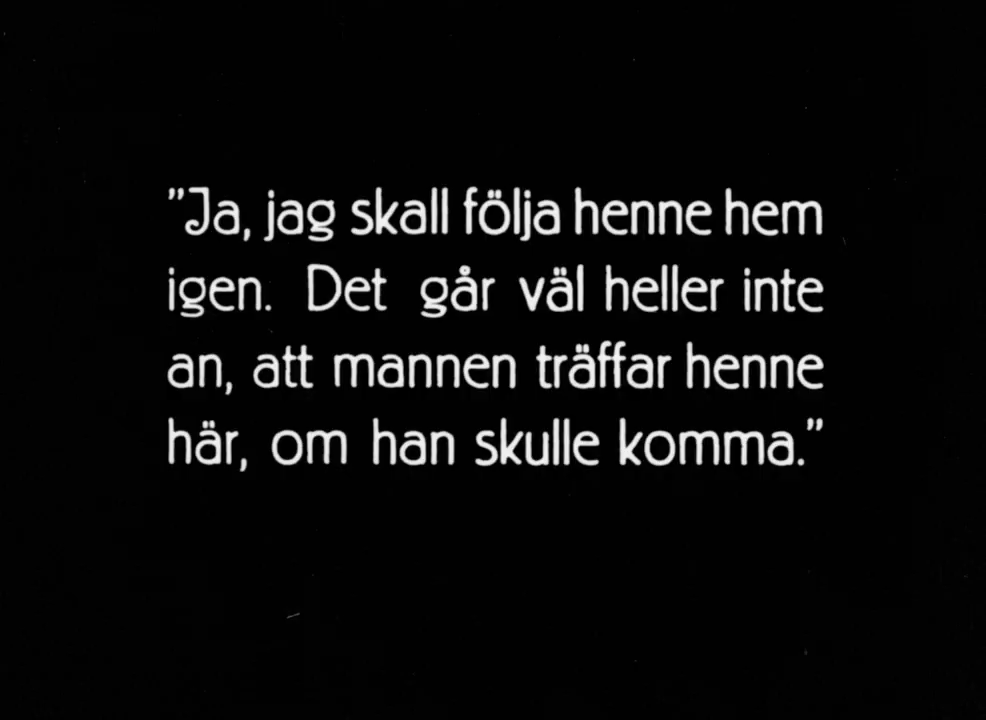 "Ja, jag skall följa henne hem
igen. Det går väl heller inte
an, att mannen träffar henne
här, om han skulle komma."